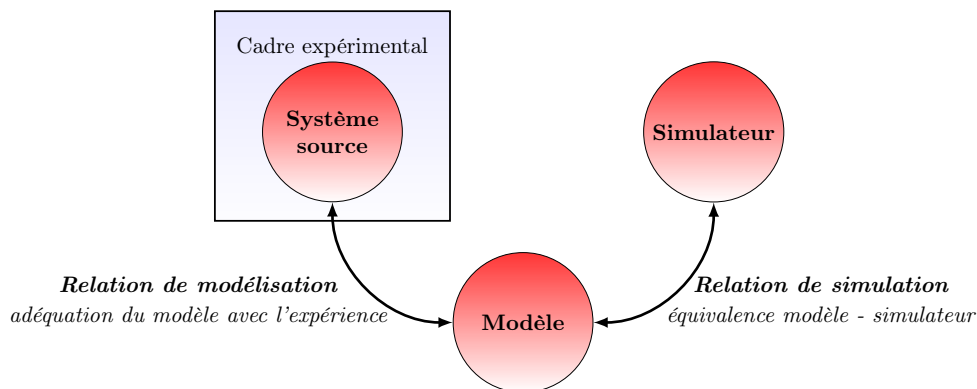 Cadre expérimental
Système
source
Simulateur
Relation de modélisation
adéquation du modèle avec l'expérience
Modèle
Relation de simulation
équivalence modèle - simulateur